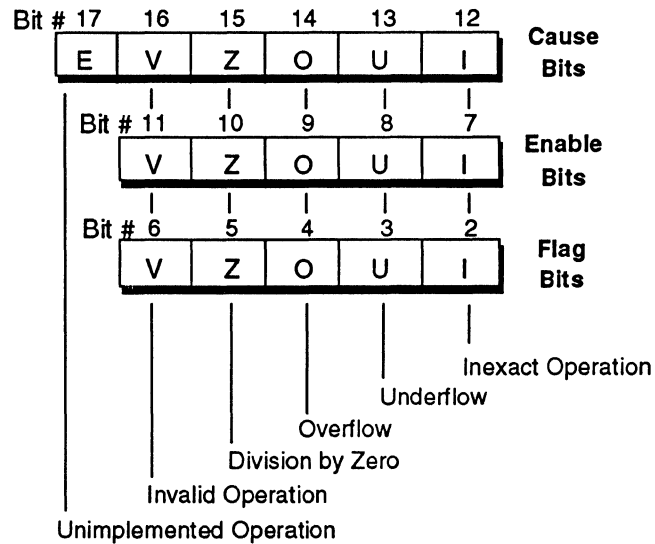 Bit # 17 16 15 14 13 12
E V Z O U I
Cause
Bits
Bit # 11 10 9 8 7
V Z O U I
Enable
Bits
Bit # 6 5 4 3 2
V Z O U I
Flag
Bits
Inexact Operation
Underflow
Overflow
Division by Zero
Invalid Operation
Unimplemented Operation